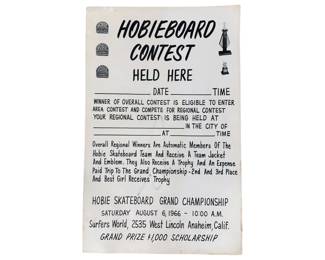 HOBIEBOARD
CONTEST
HELD HERE
DATE TIME
WINNER OF OVERALL CONTEST IS ELIGIBLE TO ENTER
AREA CONTEST AND COMPETE FOR REGIONAL CONTEST
YOUR REGIONAL CONTEST IS BEING HELD AT
IN THE CITY OF
AT TIME
Overall Regional Winners Are Automatic Members Of The
Hobie Skateboard Team And Receive A Team Jacket
And Emblem. They Also Receive A Trophy And An Expense
Paid Trip To The Grand Championship-2nd And 3rd Place
And Best Girl Receives Trophy.
HOBIE SKATEBOARD GRAND CHAMPIONSHIP
SATURDAY AUGUST 6, 1966 - 10:00 A.M.
Surfers World, 2535 West Lincoln Anaheim, Calif.
GRAND PRIZE $1,000 SCHOLARSHIP